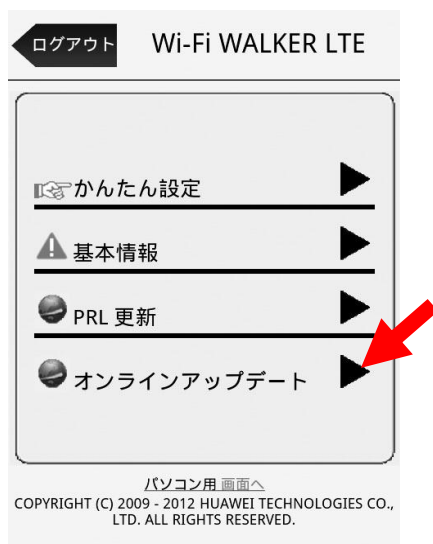 ログアウト
Wi-Fi WALKER LTE
かんたん設定
基本情報
PRL 更新
オンラインアップデート
パソコン用 画面へ
COPYRIGHT (C) 2009 - 2012 HUAWEI TECHNOLOGIES CO.,
LTD. ALL RIGHTS RESERVED.